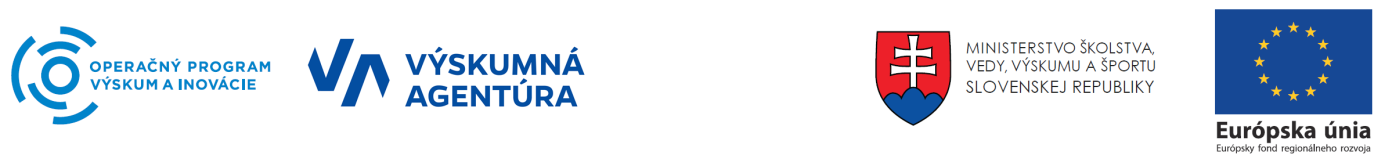 OPERAČNÝ PROGRAM
VÝSKUM A INOVÁCIE
VÝSKUMNÁ
AGENTÚRA
MINISTERSTVO ŠKOLSTVA,
VEDY, VÝSKUMU A ŠPORTU
SLOVENSKEJ REPUBLIKY
Európska únia
Európsky fond regionálneho rozvoja